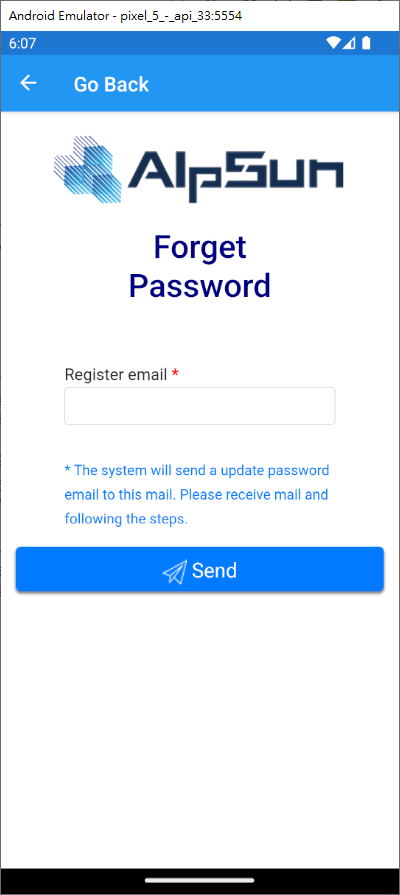 Android Emulator - pixel_5_-_api_33:5554
6:07
Go Back
AlpSun
Forget
Password
Register email *
* The system will send a update password
email to this mail. Please receive mail and
following the steps.
Send